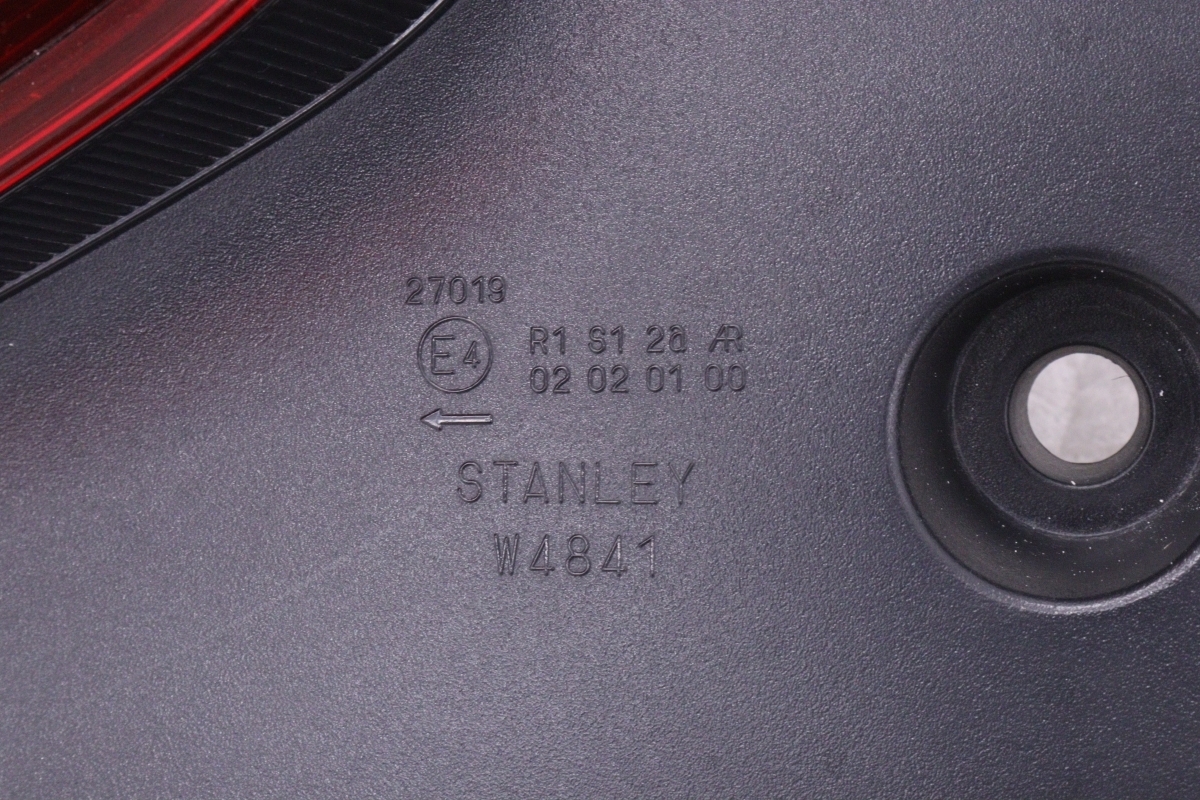 27019
E4 R1 S1 2a AR
02 02 01 00
←
STANLEY
W4841